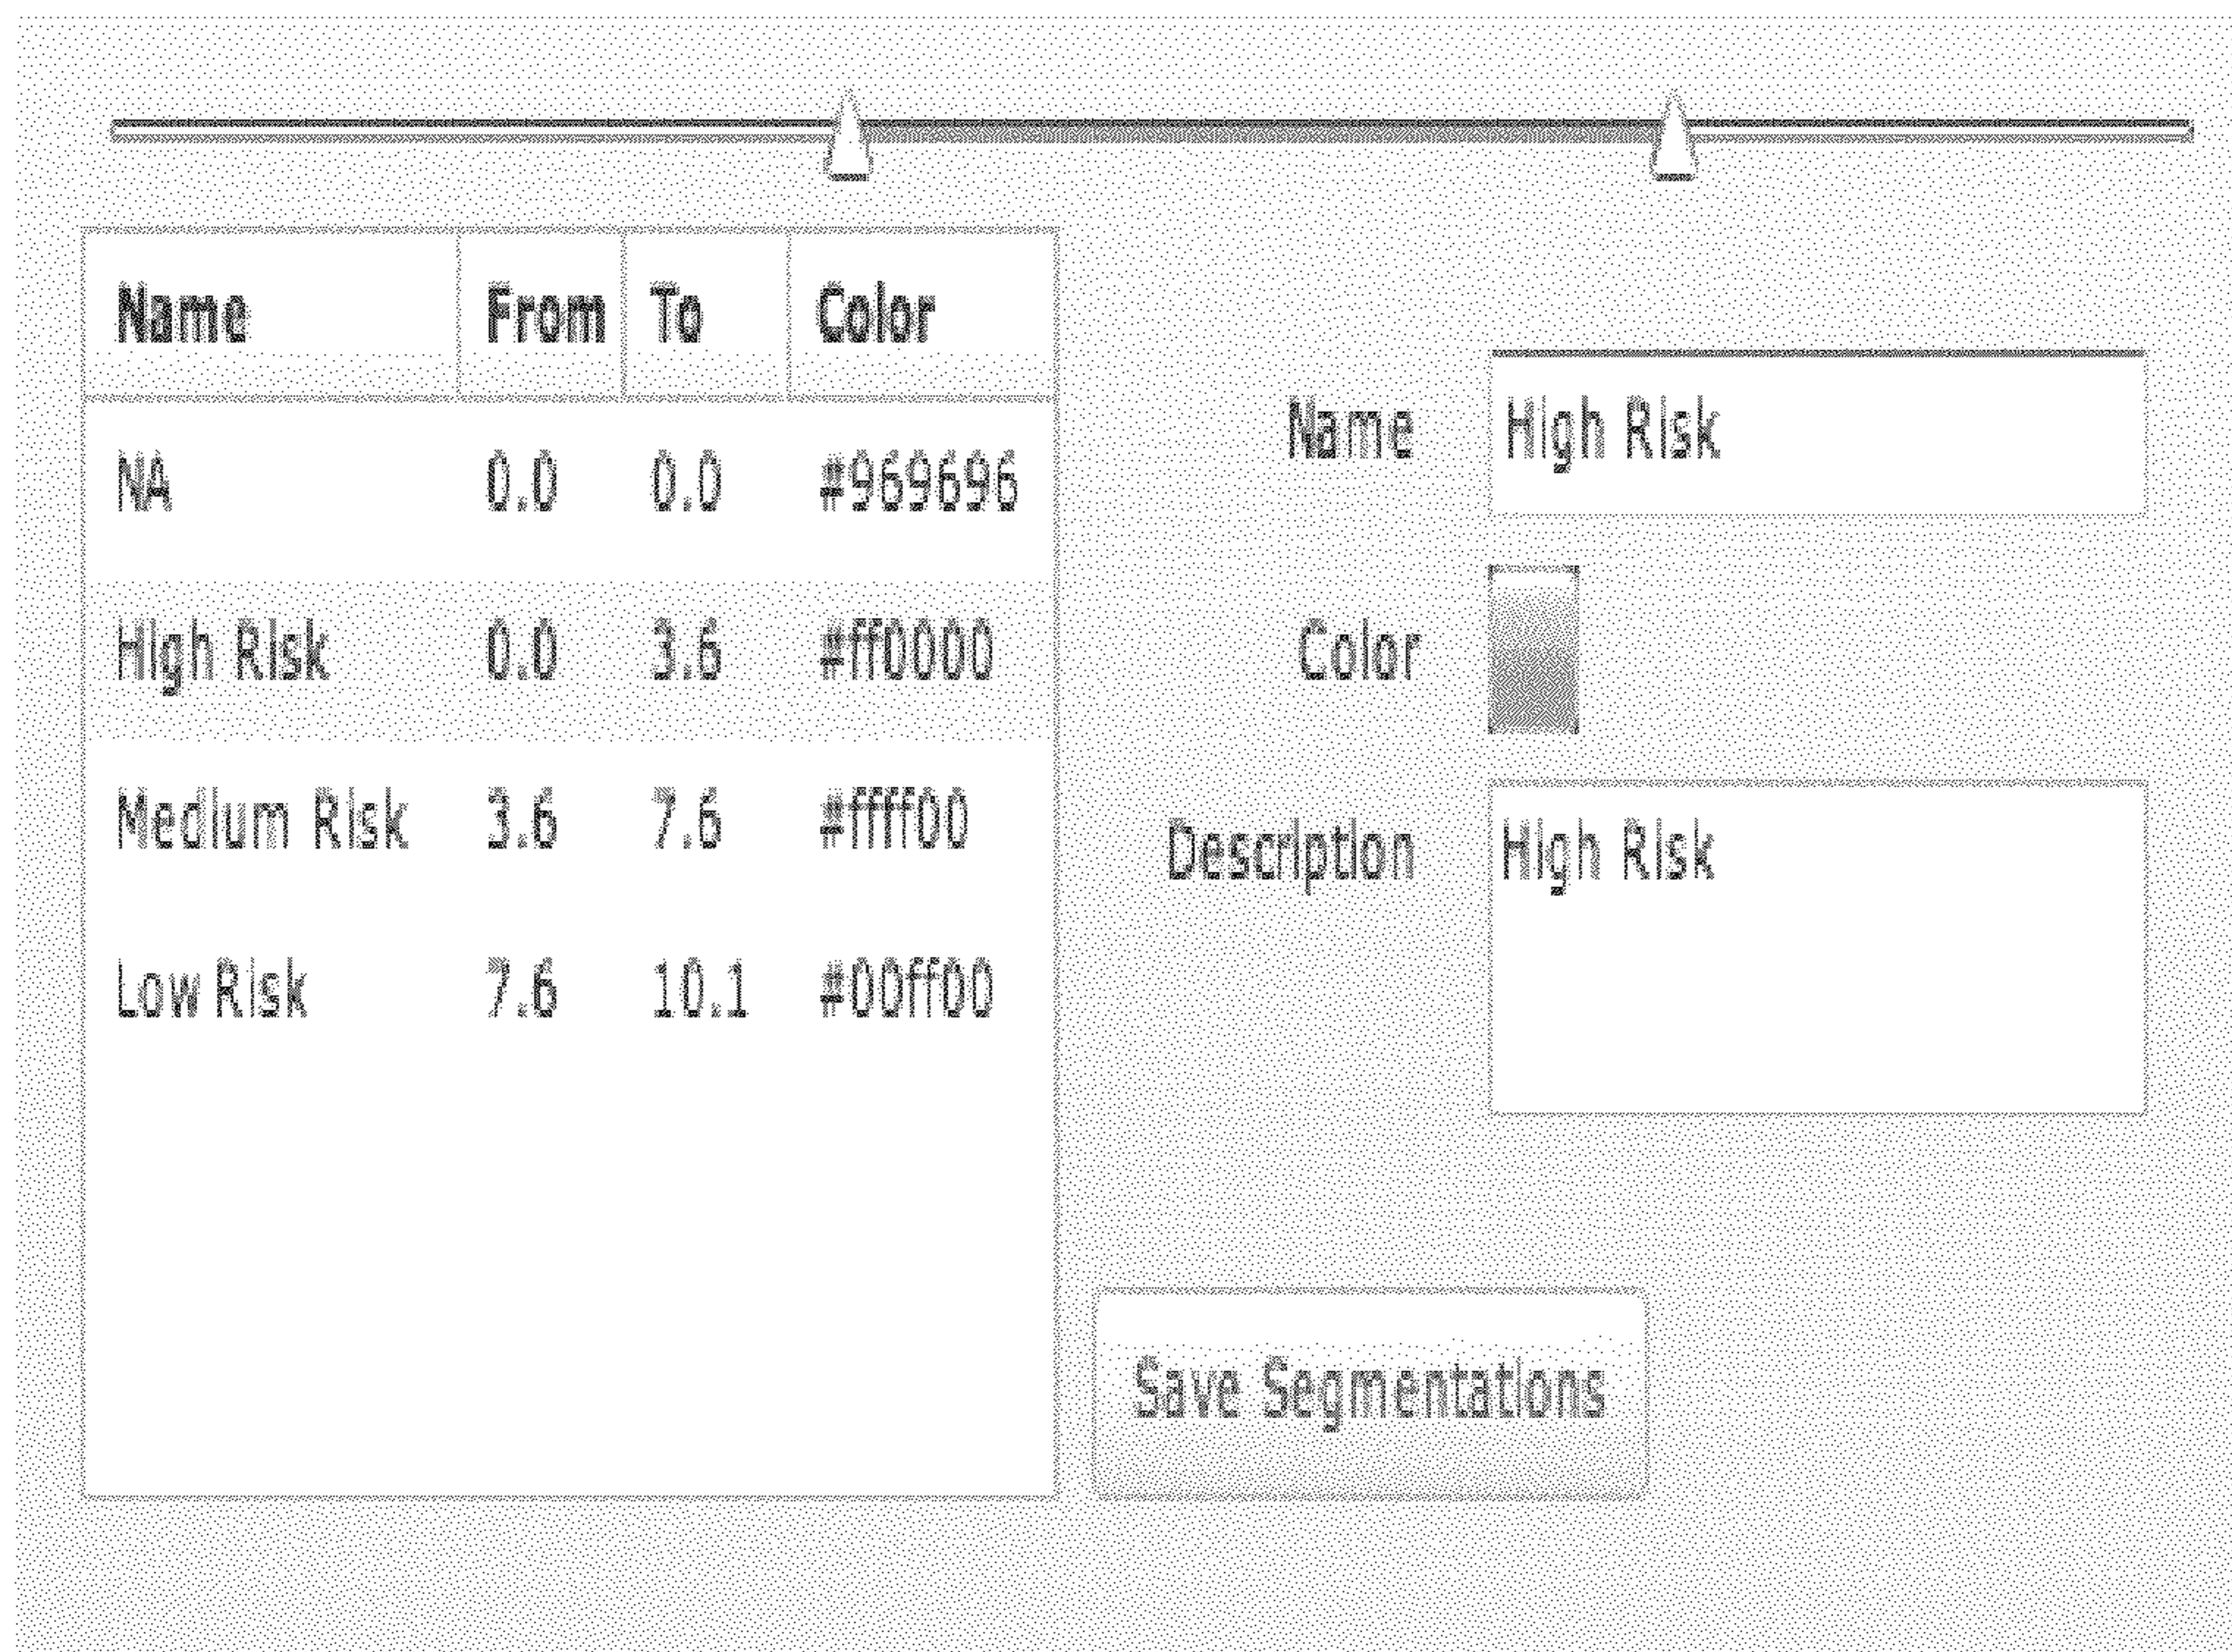 Name From To Color
NA 0.0 0.0 #969696
High Risk 0.0 3.6 #ff0000
Medium Risk 3.6 7.6 #ffff00
Low Risk 7.6 10.1 #00ff00
Name High Risk
Color
Description High Risk
Save Segmentations